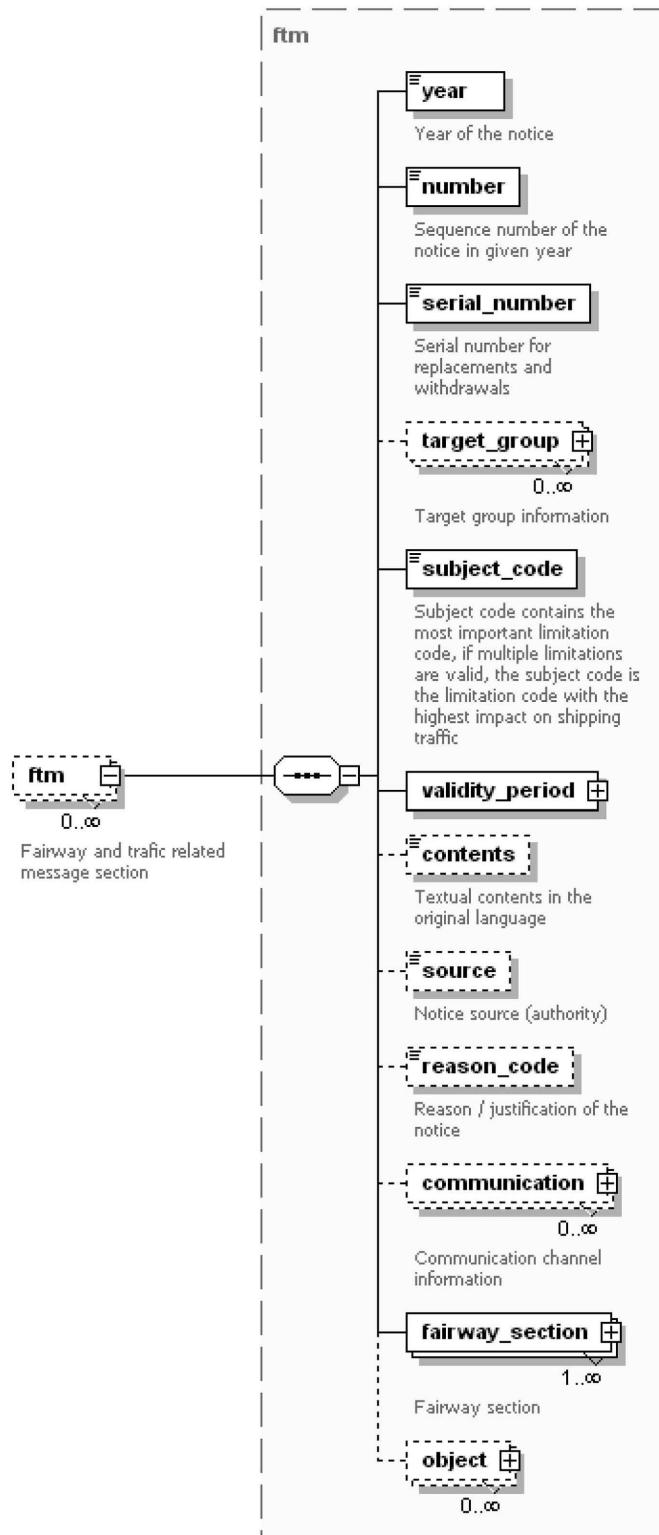 ftm
year
Year of the notice
number
Sequence number of the
notice in given year
serial_number
Serial number for
replacements and
withdrawals
target_group
0..∞
Target group information
subject_code
Subject code contains the
most important limitation
code, if multiple limitations
are valid, the subject code is
the limitation code with the
highest impact on shipping
traffic
ftm
0..∞
Fairway and trafic related
message section
validity_period
contents
Textual contents in the
original language
source
Notice source (authority)
reason_code
Reason / justification of the
notice
communication
0..∞
Communication channel
information
fairway_section
1..∞
Fairway section
object
0..∞